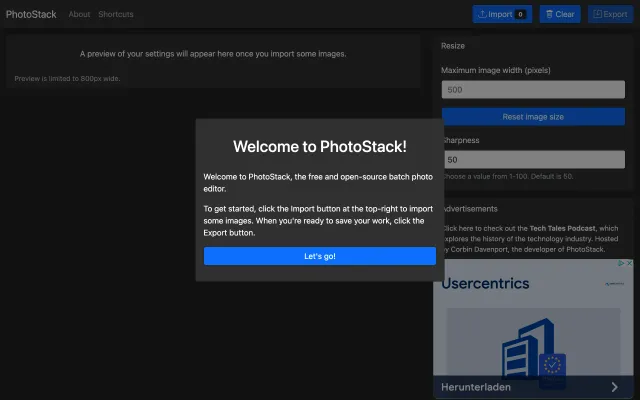 PhotoStack About Shortcuts Import 0 Clear Export
A preview of your settings will appear here once you import some images.
Preview is limited to 800px wide.
Resize
Maximum image width (pixels)
500
Reset image size
Sharpness
50
Choose a value from 1-100. Default is 50.
Welcome to PhotoStack!
Welcome to PhotoStack, the free and open-source batch photo
editor.
To get started, click the Import button at the top-right to import
some images. When you're ready to save your work, click the
Export button.
Let's go!
Advertisements
Click here to check out the Tech Tales Podcast, which
explores the history of the technology industry. Hosted
by Corbin Davenport, the developer of PhotoStack.
Usercentrics
Herunterladen